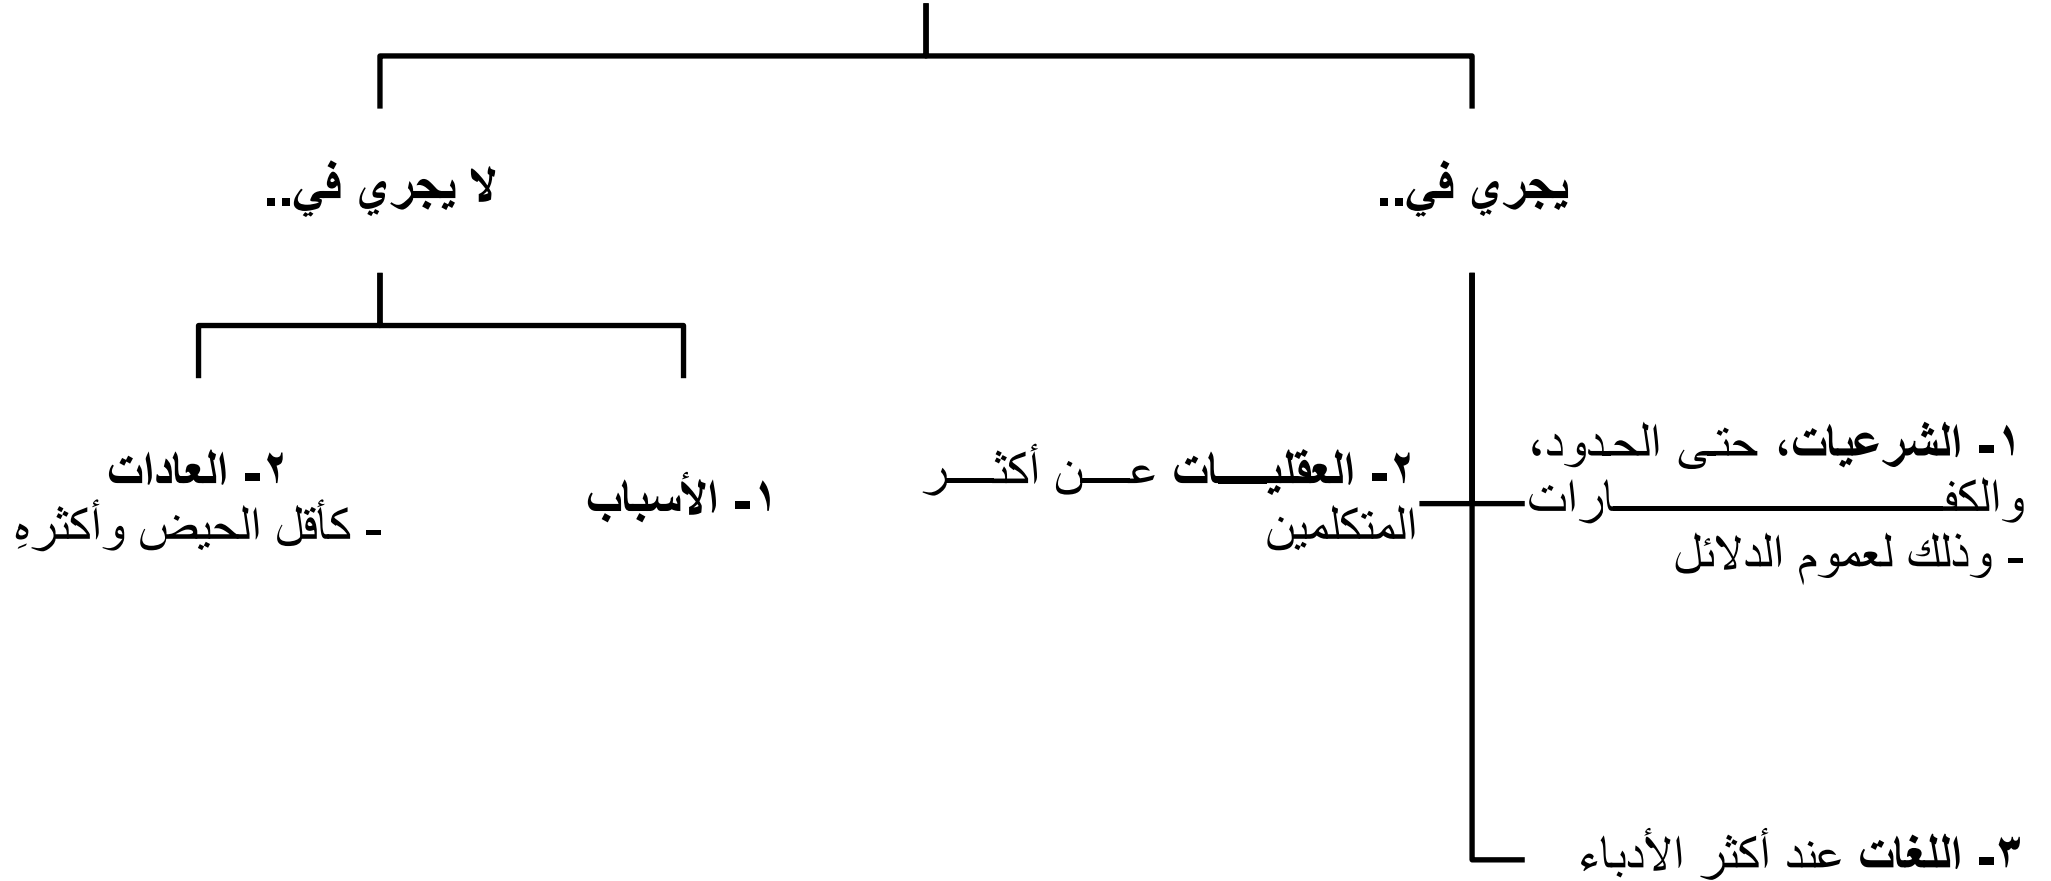 يجري في..
لا يجري في..
١- الشرعيات، حتى الحدود،
والكفارات
- وذلك لعموم الدلائل
٢- العقليات عن أكثر
المتكلمين
٣- اللغات عند أكثر الأدباء
١- الأسباب
٢- العادات
- كأقل الحيض وأكثرهِ